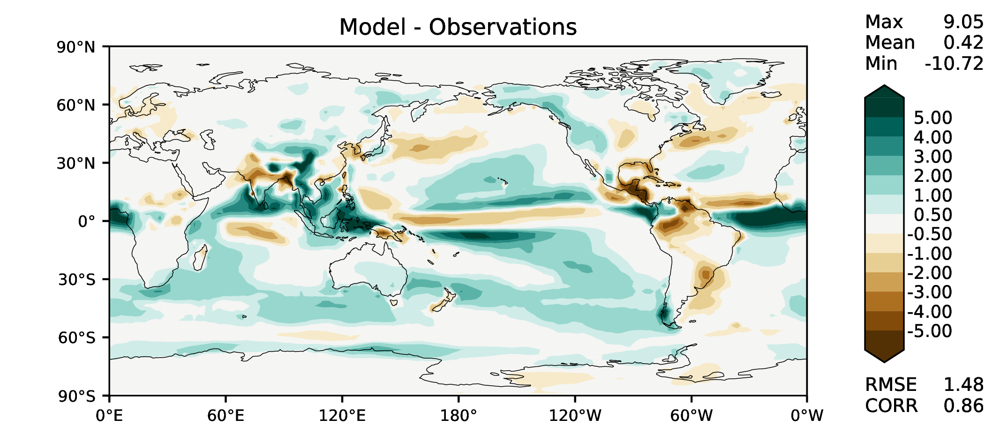 Model - Observations
Max 9.05
Mean 0.42
Min -10.72
90°N
60°N
30°N
0°
30°S
60°S
90°S
0°E 60°E 120°E 180° 120°W 60°W 0°W
5.00
4.00
3.00
2.00
1.00
0.50
-0.50
-1.00
-2.00
-3.00
-4.00
-5.00
RMSE 1.48
CORR 0.86